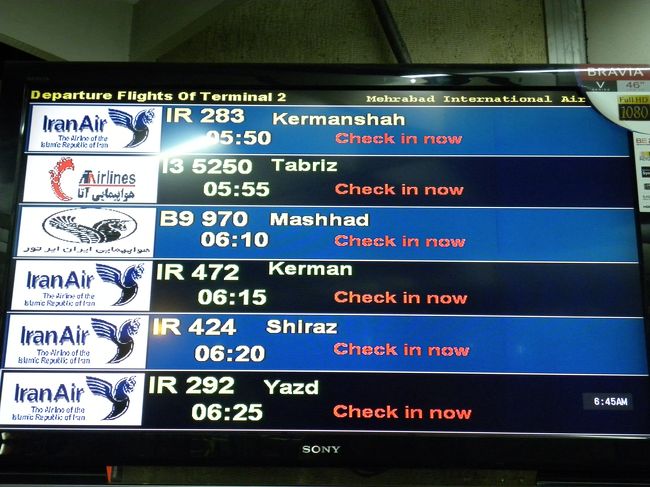 BRAVIA
46"
Full HD
1080
Departure Flights Of Terminal 2 Mehrabad International Air
IranAir
The Airline of the
Islamic Republic of Iran
IR 283 Kermanshah
05:50 Check in now
Airlines
هواپیمایی آتا
I3 5250 Tabriz
05:55 Check in now
هواپیمایی ایران ایر تور
B9 970 Mashhad
06:10 Check in now
IranAir
The Airline of the
Islamic Republic of Iran
IR 472 Kerman
06:15 Check in now
IranAir
The Airline of the
Islamic Republic of Iran
IR 424 Shiraz
06:20 Check in now
IranAir
The Airline of the
Islamic Republic of Iran
IR 292 Yazd
06:25 Check in now
6:45AM
SONY